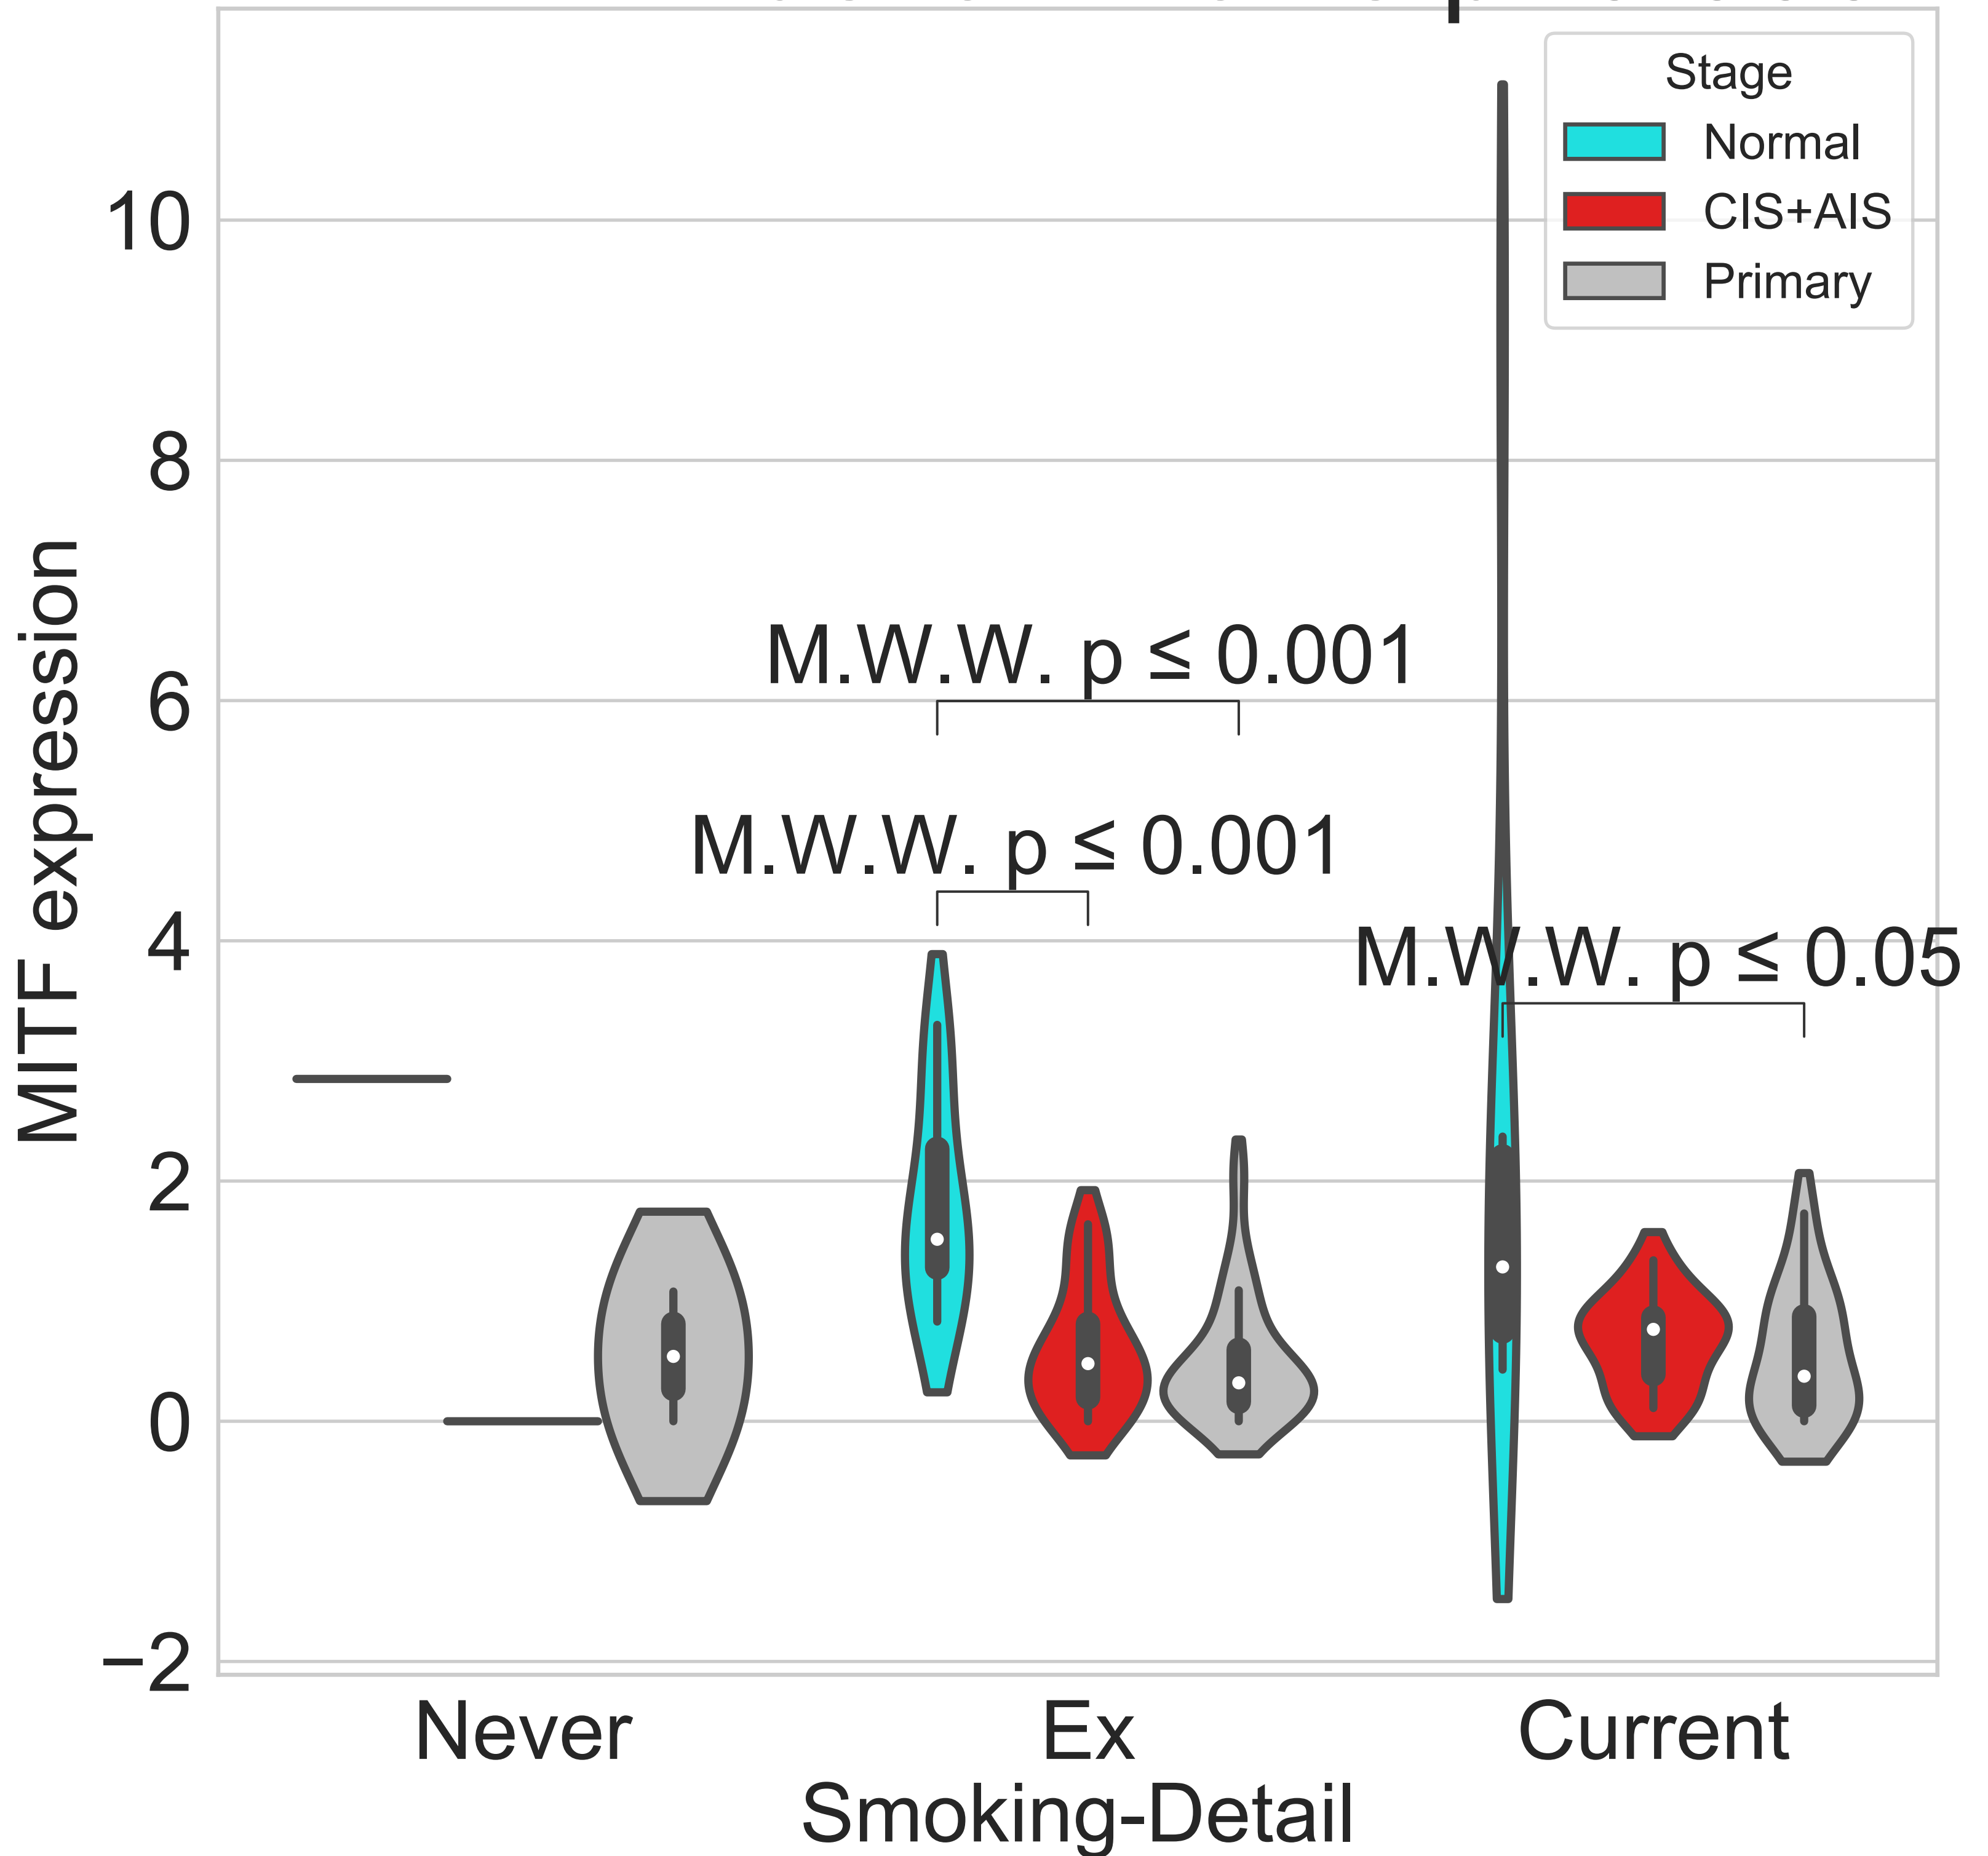 Stage
Normal
CIS+AIS
Primary
10
8
6
4
2
0
−2
MITF expression
M.W.W. p ≤ 0.001
M.W.W. p ≤ 0.001
M.W.W. p ≤ 0.05
Never
Ex
Current
Smoking-Detail